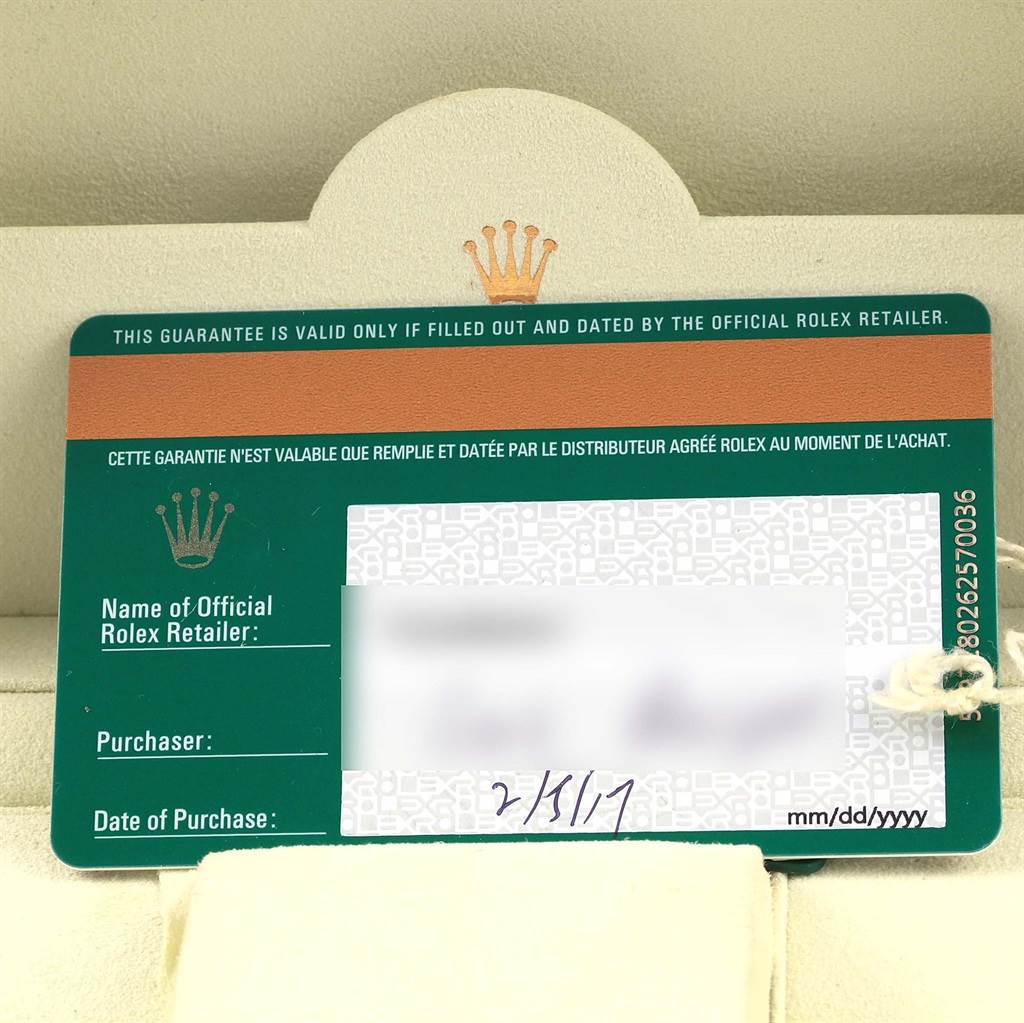 THIS GUARANTEE IS VALID ONLY IF FILLED OUT AND DATED BY THE OFFICIAL ROLEX RETAILER.
CETTE GARANTIE N'EST VALABLE QUE REMPLIE ET DATÉE PAR LE DISTRIBUTEUR AGRÉÉ ROLEX AU MOMENT DE L'ACHAT.
Name of Official
Rolex Retailer:
Purchaser:
Date of Purchase:
2/5/17
mm/dd/yyyy
80262570036